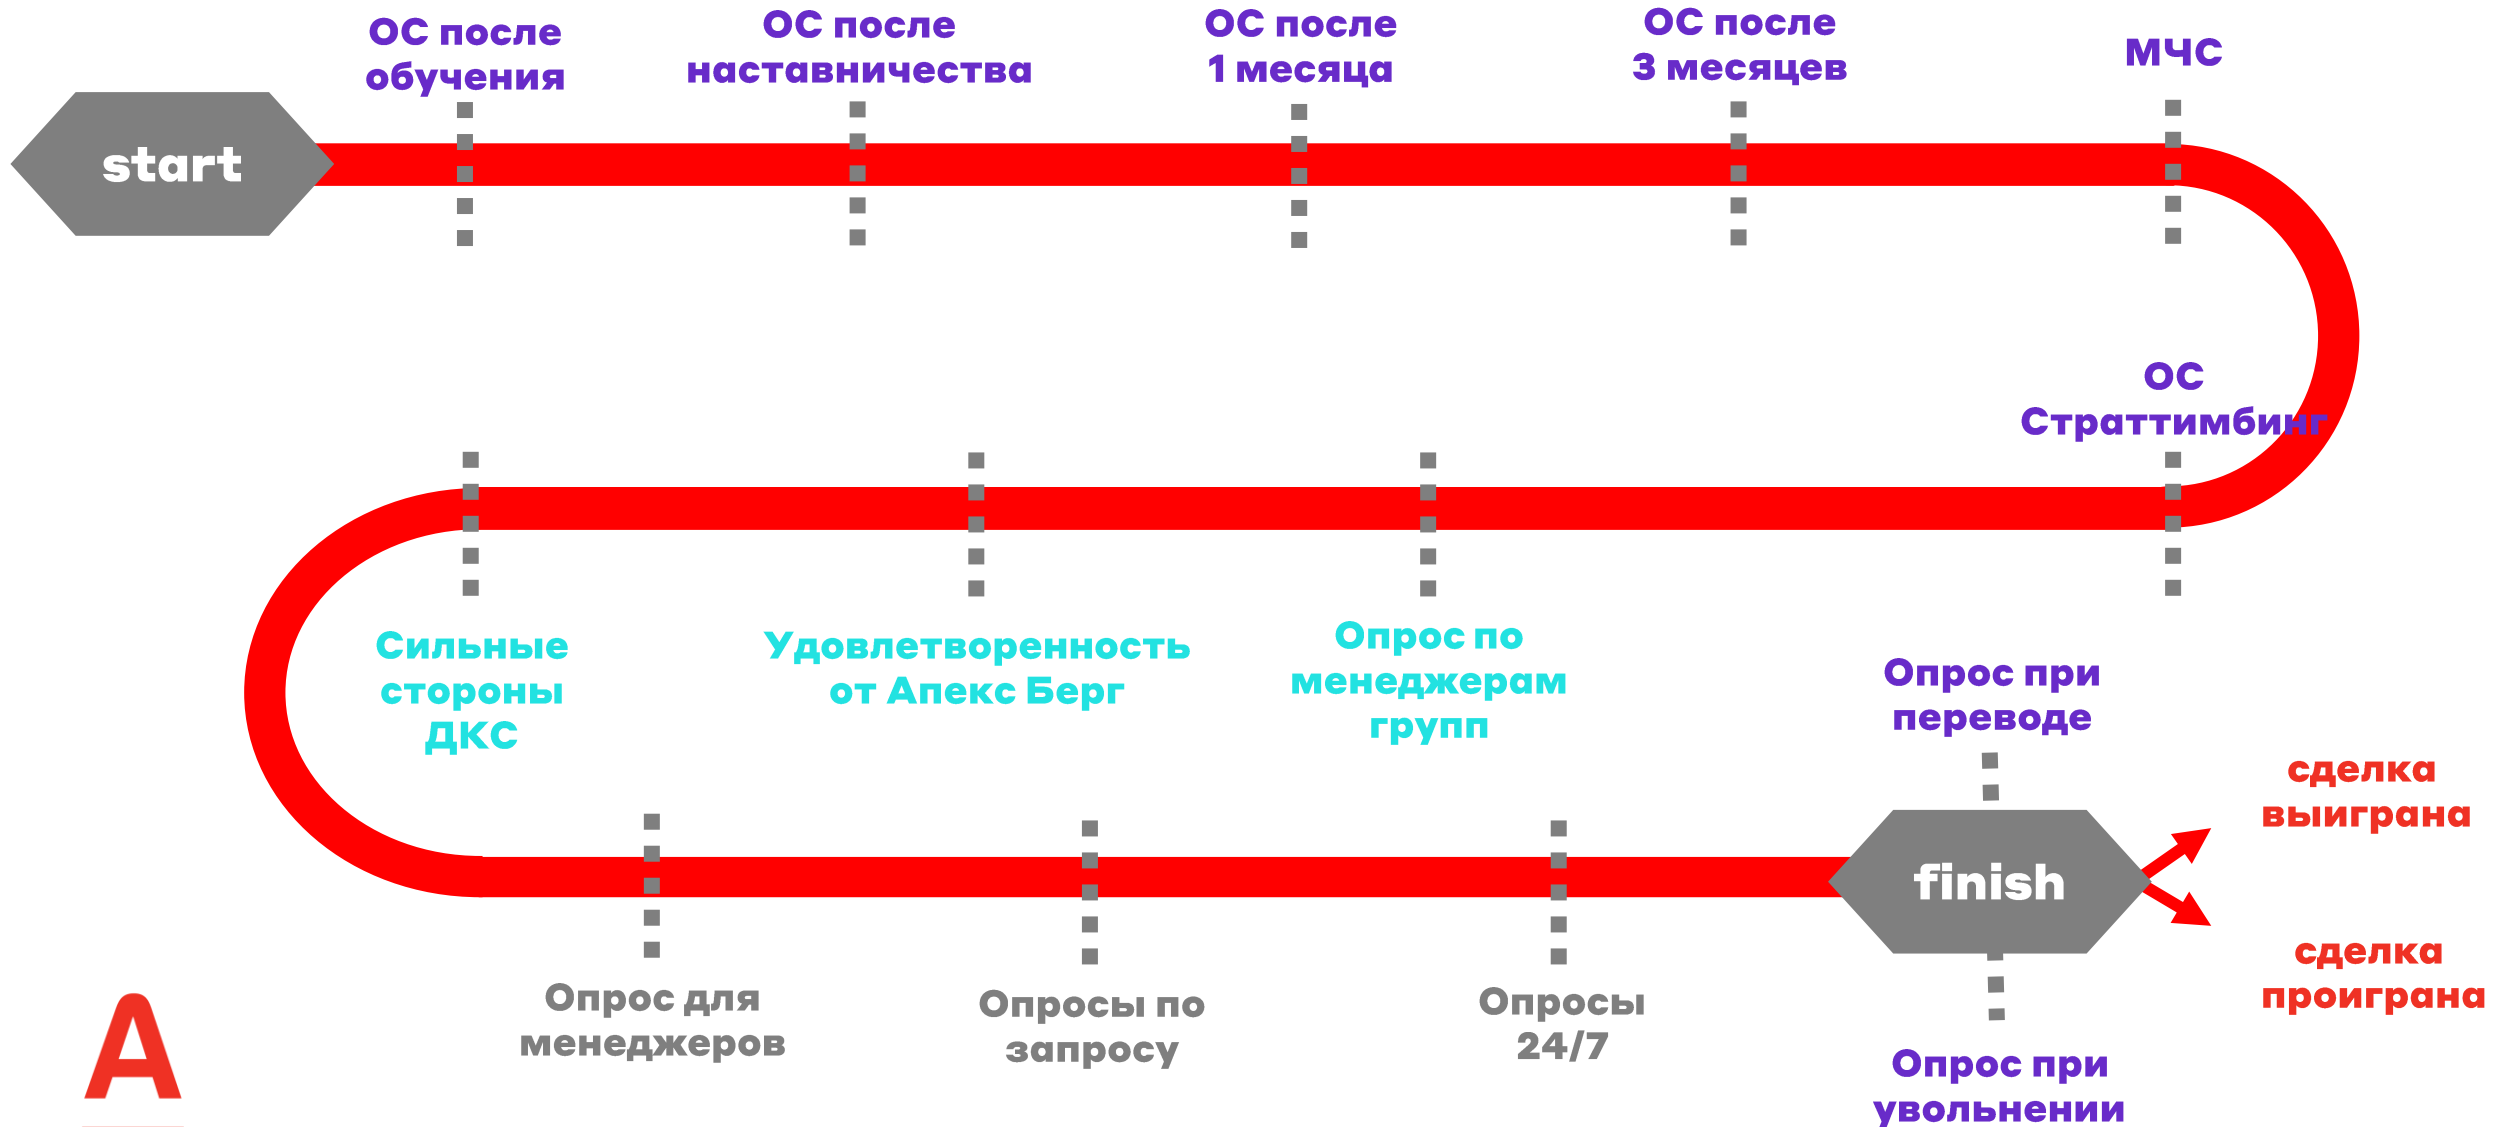 ОС после
обучения
ОС после
наставничества
ОС после
1 месяца
ОС после
3 месяцев
МЧС
start
ОС
Страттимбинг
Сильные
стороны
ДКС
Удовлетворенность
от Апекс Берг
Опрос по
менеджерам
групп
Опрос при
переводе
сделка
выиграна
finish
сделка
проиграна
Опрос для
менеджеров
Опросы по
запросу
Опросы
24/7
Опрос при
увольнении
А